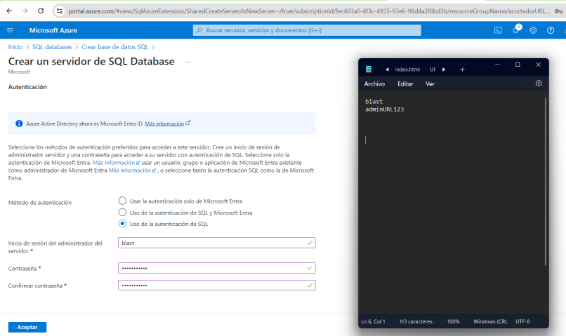 portal.azure.com/#view/SqlAzureExtension/SharedCreateServer/isNewServer~/true/subscriptionId/
Microsoft Azure
Buscar recursos, servicios y documentos (G+/)
Inicio > SQL databases > Crear base de datos SQL >
Crear un servidor de SQL Database ...
Microsoft
Autenticación
Azure Active Directory ahora es Microsoft Entra ID. Más información
Seleccione los métodos de autenticación preferidos para acceder a este servidor. Cree un inicio de sesión de
administrador servidor y una contraseña para acceder a su servidor con autenticación de SQL. Seleccione solo la
autenticación de Microsoft Entra. Más información usar un usuario, grupo o aplicación de Microsoft Entra existente
como administrador de Microsoft Entra Más información, o seleccione tanto la autenticación SQL como la de Microsoft
Entra.
Método de autenticación
Usar la autenticación solo de Microsoft Entra
Uso de la autenticación de SQL y Microsoft Entra
Uso de la autenticación de SQL
Inicio de sesión del administrador del
servidor *
blast
Contraseña *
•••••••••••
Confirmar contraseña *
•••••••••••
Aceptar
index.html UI +
Archivo Editar Ver
blast
adminURL123
Ln 6, Col 1 113 caracteres. 100% Windows (CRL UTF-8